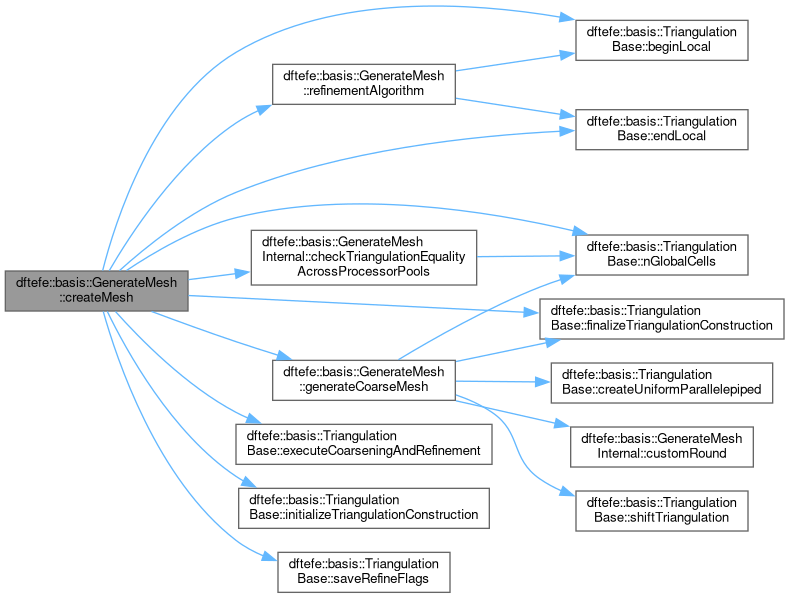 dftefe::basis::GenerateMesh
::createMesh
dftefe::basis::Triangulation
Base::beginLocal
dftefe::basis::GenerateMesh
::refinementAlgorithm
dftefe::basis::Triangulation
Base::endLocal
dftefe::basis::GenerateMesh
Internal::checkTriangulationEquality
AcrossProcessorPools
dftefe::basis::Triangulation
Base::nGlobalCells
dftefe::basis::Triangulation
Base::finalizeTriangulationConstruction
dftefe::basis::GenerateMesh
::generateCoarseMesh
dftefe::basis::Triangulation
Base::createUniformParallelepiped
dftefe::basis::GenerateMesh
Internal::customRound
dftefe::basis::Triangulation
Base::executeCoarseningAndRefinement
dftefe::basis::Triangulation
Base::shiftTriangulation
dftefe::basis::Triangulation
Base::initializeTriangulationConstruction
dftefe::basis::Triangulation
Base::saveRefineFlags